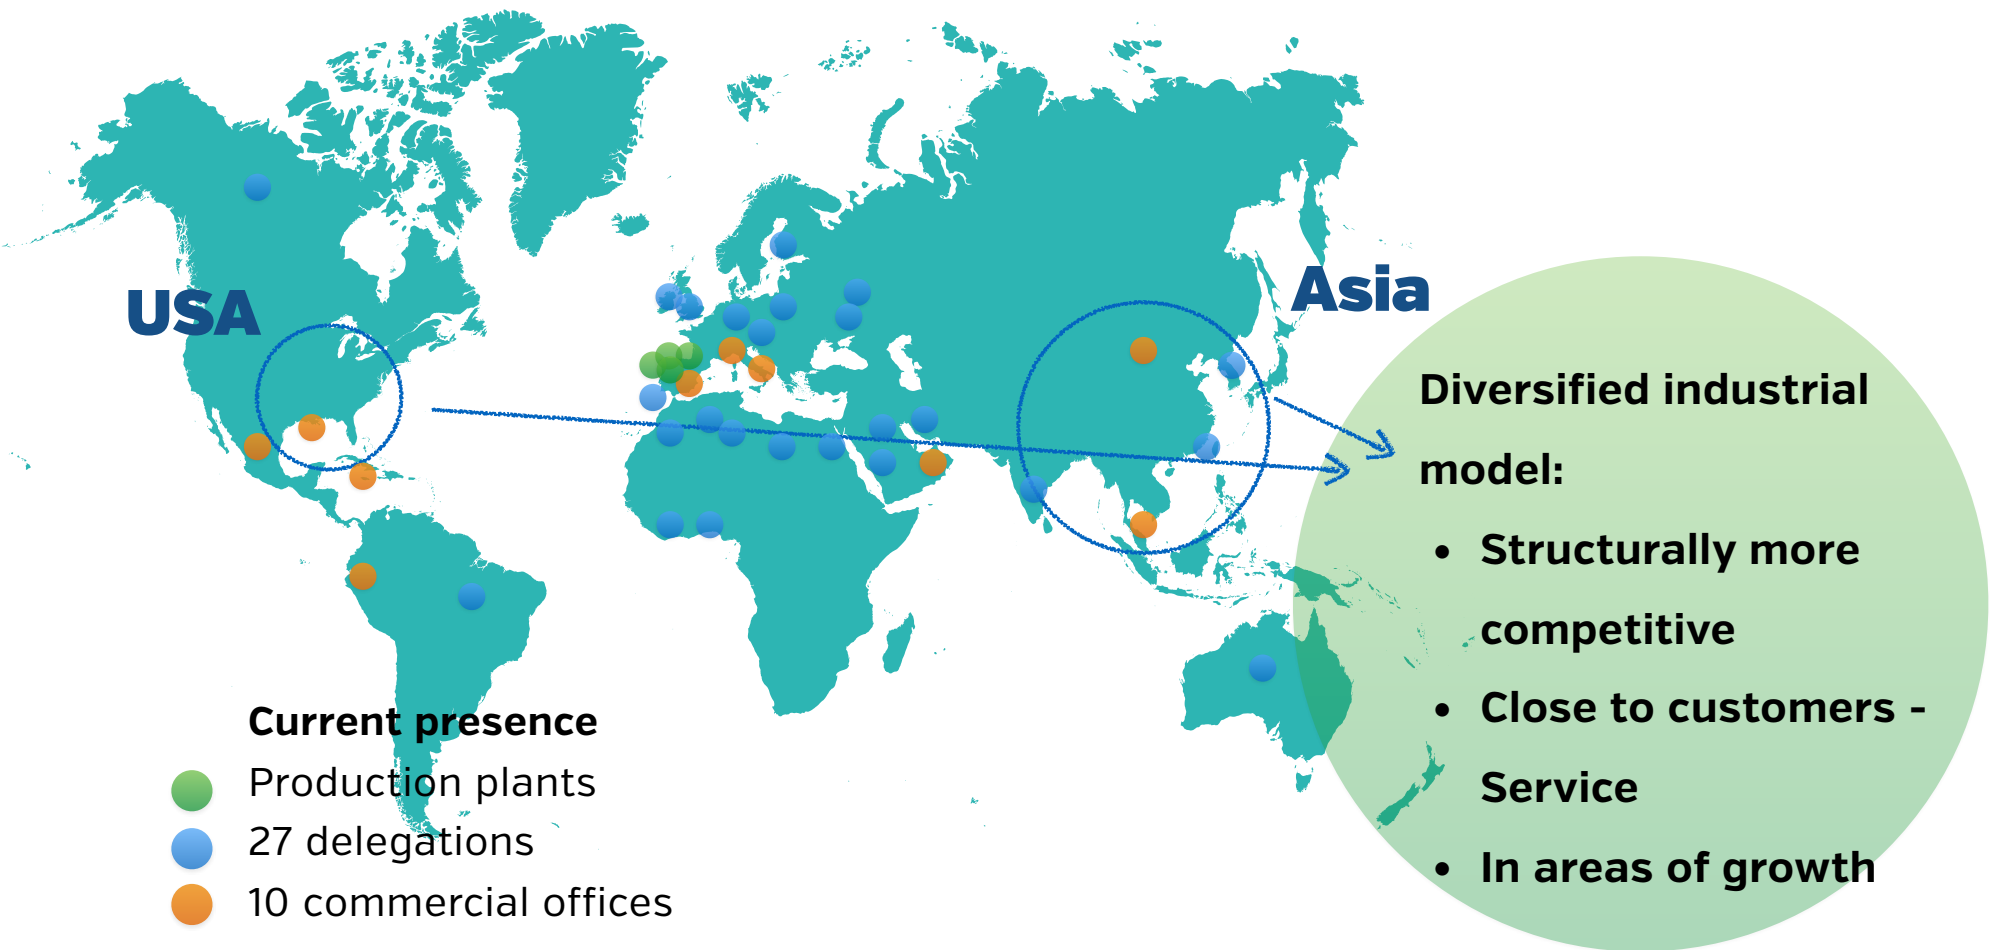 USA
Asia
Diversified industrial
model:
• Structurally more
competitive
• Close to customers -
Service
• In areas of growth
Current presence
Production plants
27 delegations
10 commercial offices